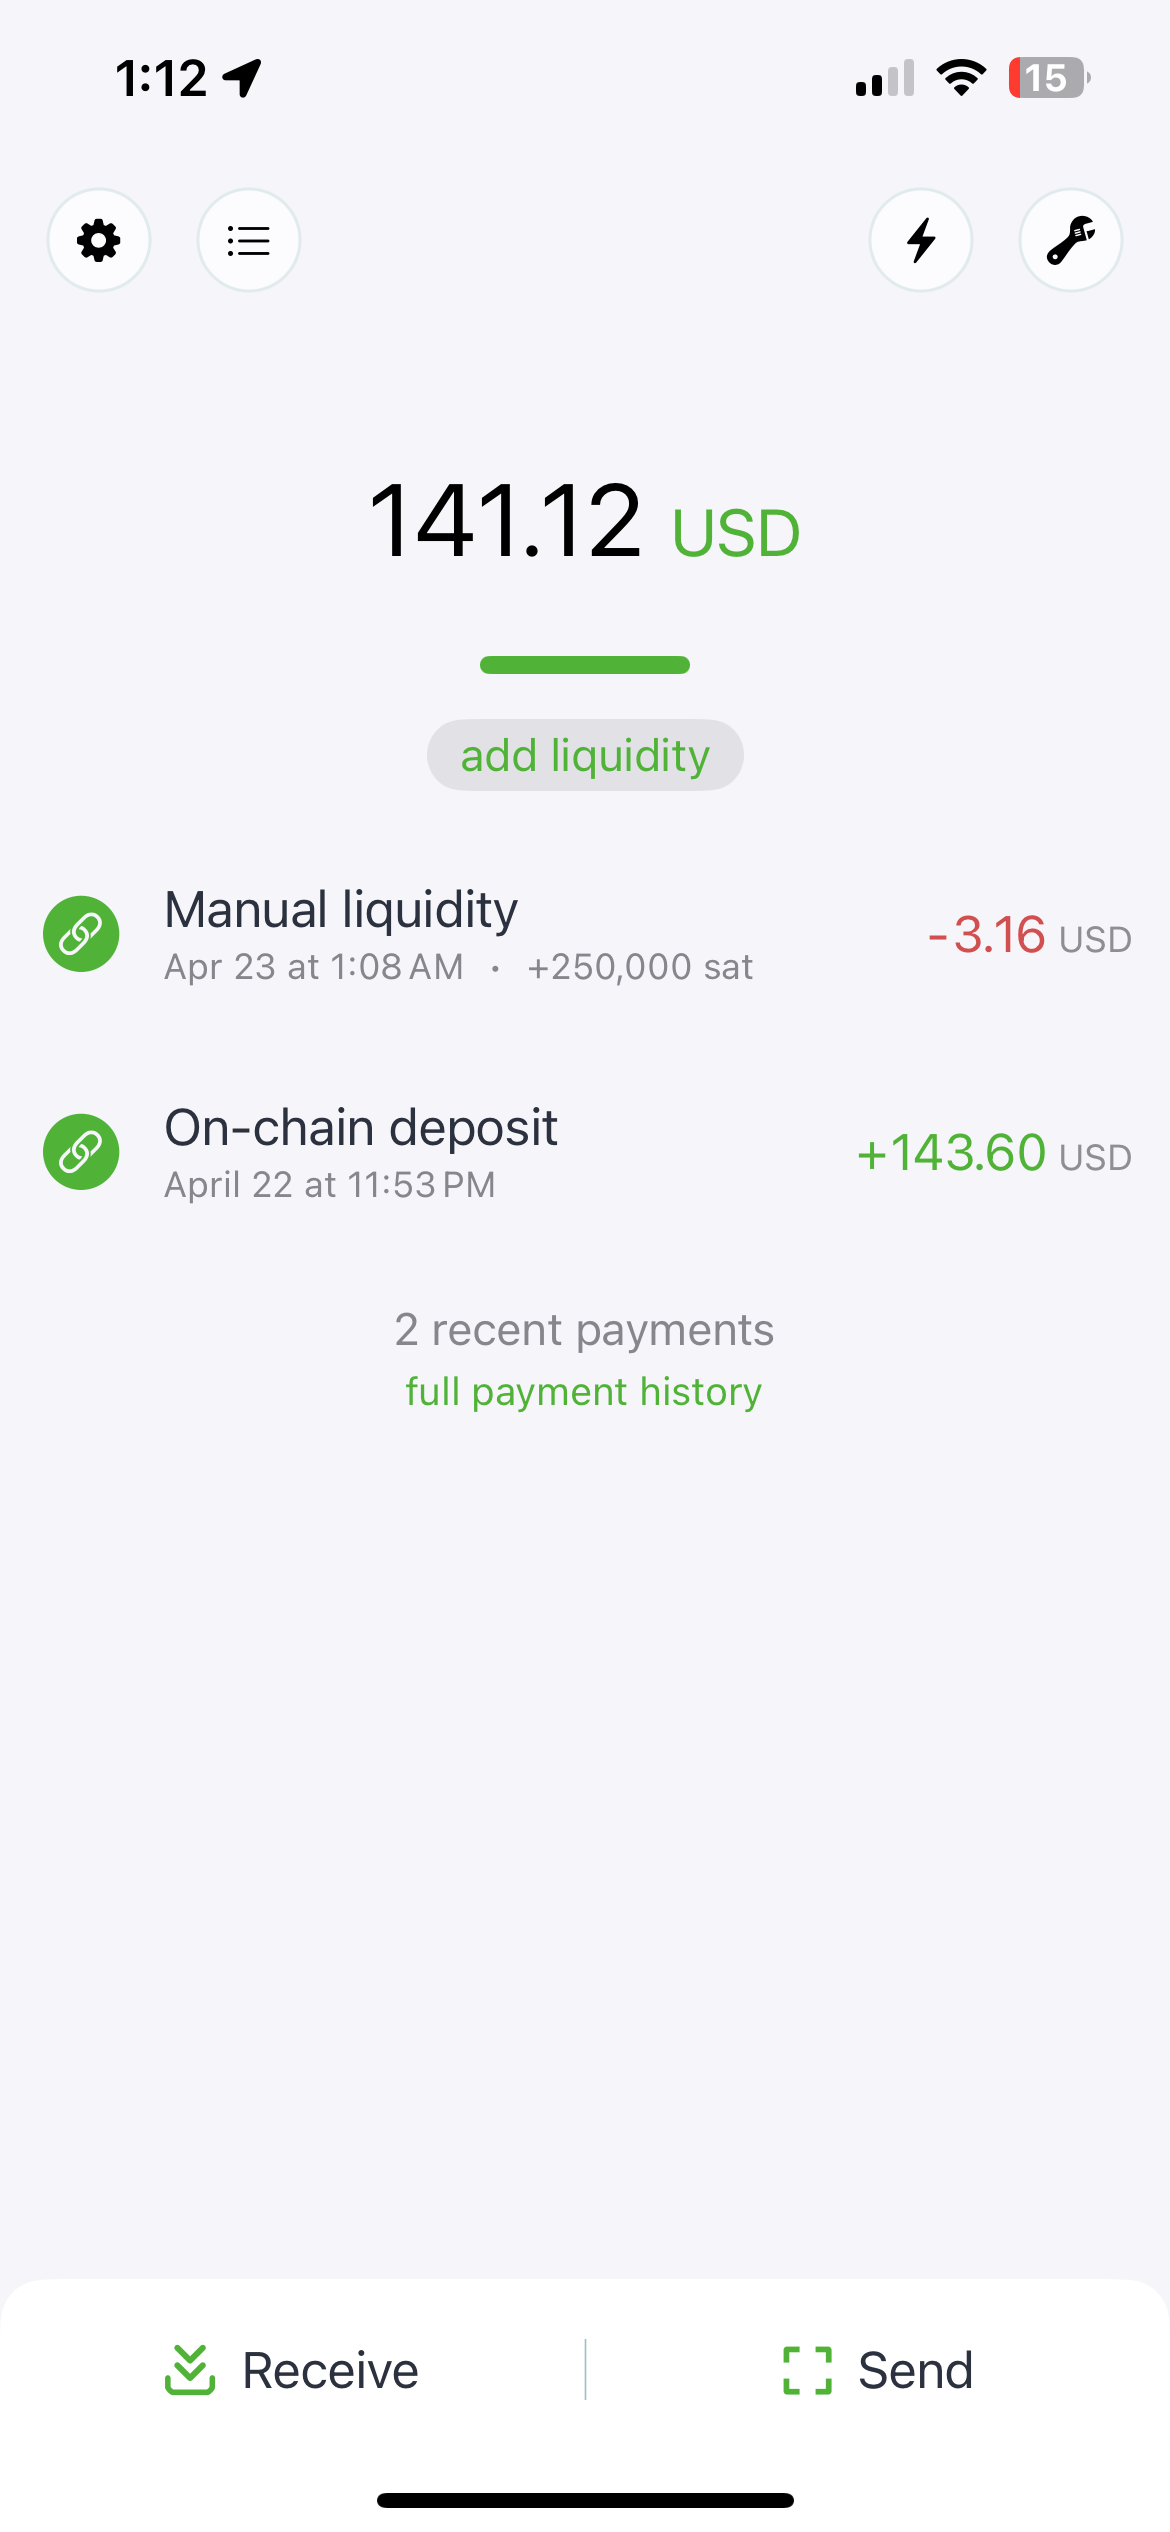 1:12
15
141.12 USD
add liquidity
Manual liquidity
-3.16 USD
Apr 23 at 1:08 AM • +250,000 sat
On-chain deposit
+143.60 USD
April 22 at 11:53 PM
2 recent payments
full payment history
Receive
Send